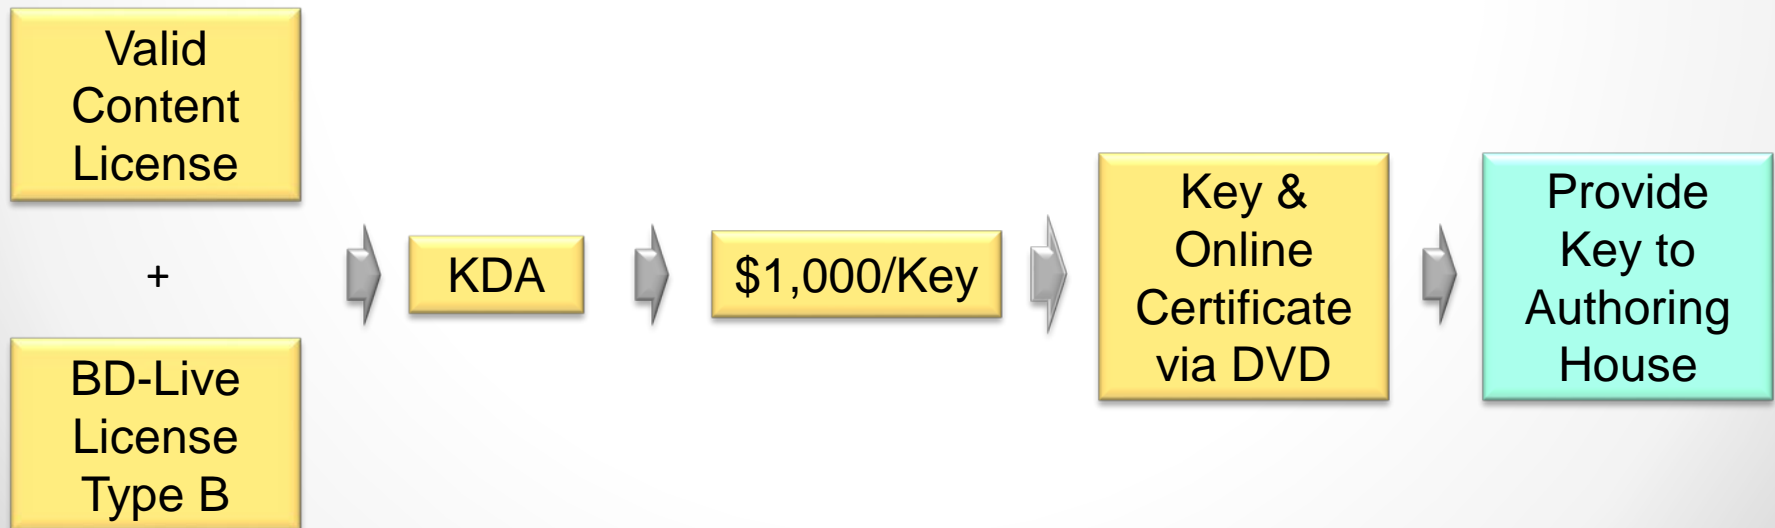 Valid
Content
License
+
BD-Live
License
Type B
KDA
$1,000/Key
Key &
Online
Certificate
via DVD
Provide
Key to
Authoring
House